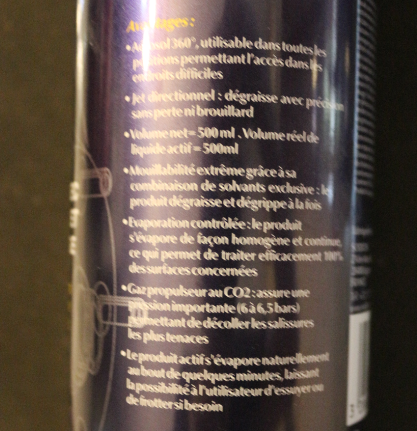 Avantages :
•Aérosol 360°, utilisable dans toutes les
positions permettant l'accès dans les
endroits difficiles
•Jet directionnel : dégraisse avec précision
sans perte ni brouillard
•Volume net = 500 ml . Volume réel de
liquide actif = 500ml
•Mouillabilité extrême grâce à sa
combinaison de solvants exclusive : le
produit dégraisse et dégrippe à la fois
•Evaporation contrôlée : le produit
s'évapore de façon homogène et continue,
ce qui permet de traiter efficacement 100%
des surfaces concernées
•Gaz propulseur au CO2 : assure une
pression importante (6 à 6,5 bars)
permettant de décoller les salissures
les plus tenaces
•Le produit actif s'évapore naturellement
au bout de quelques minutes, laissant
la possibilité à l'utilisateur d'essuyer ou
de frotter si besoin